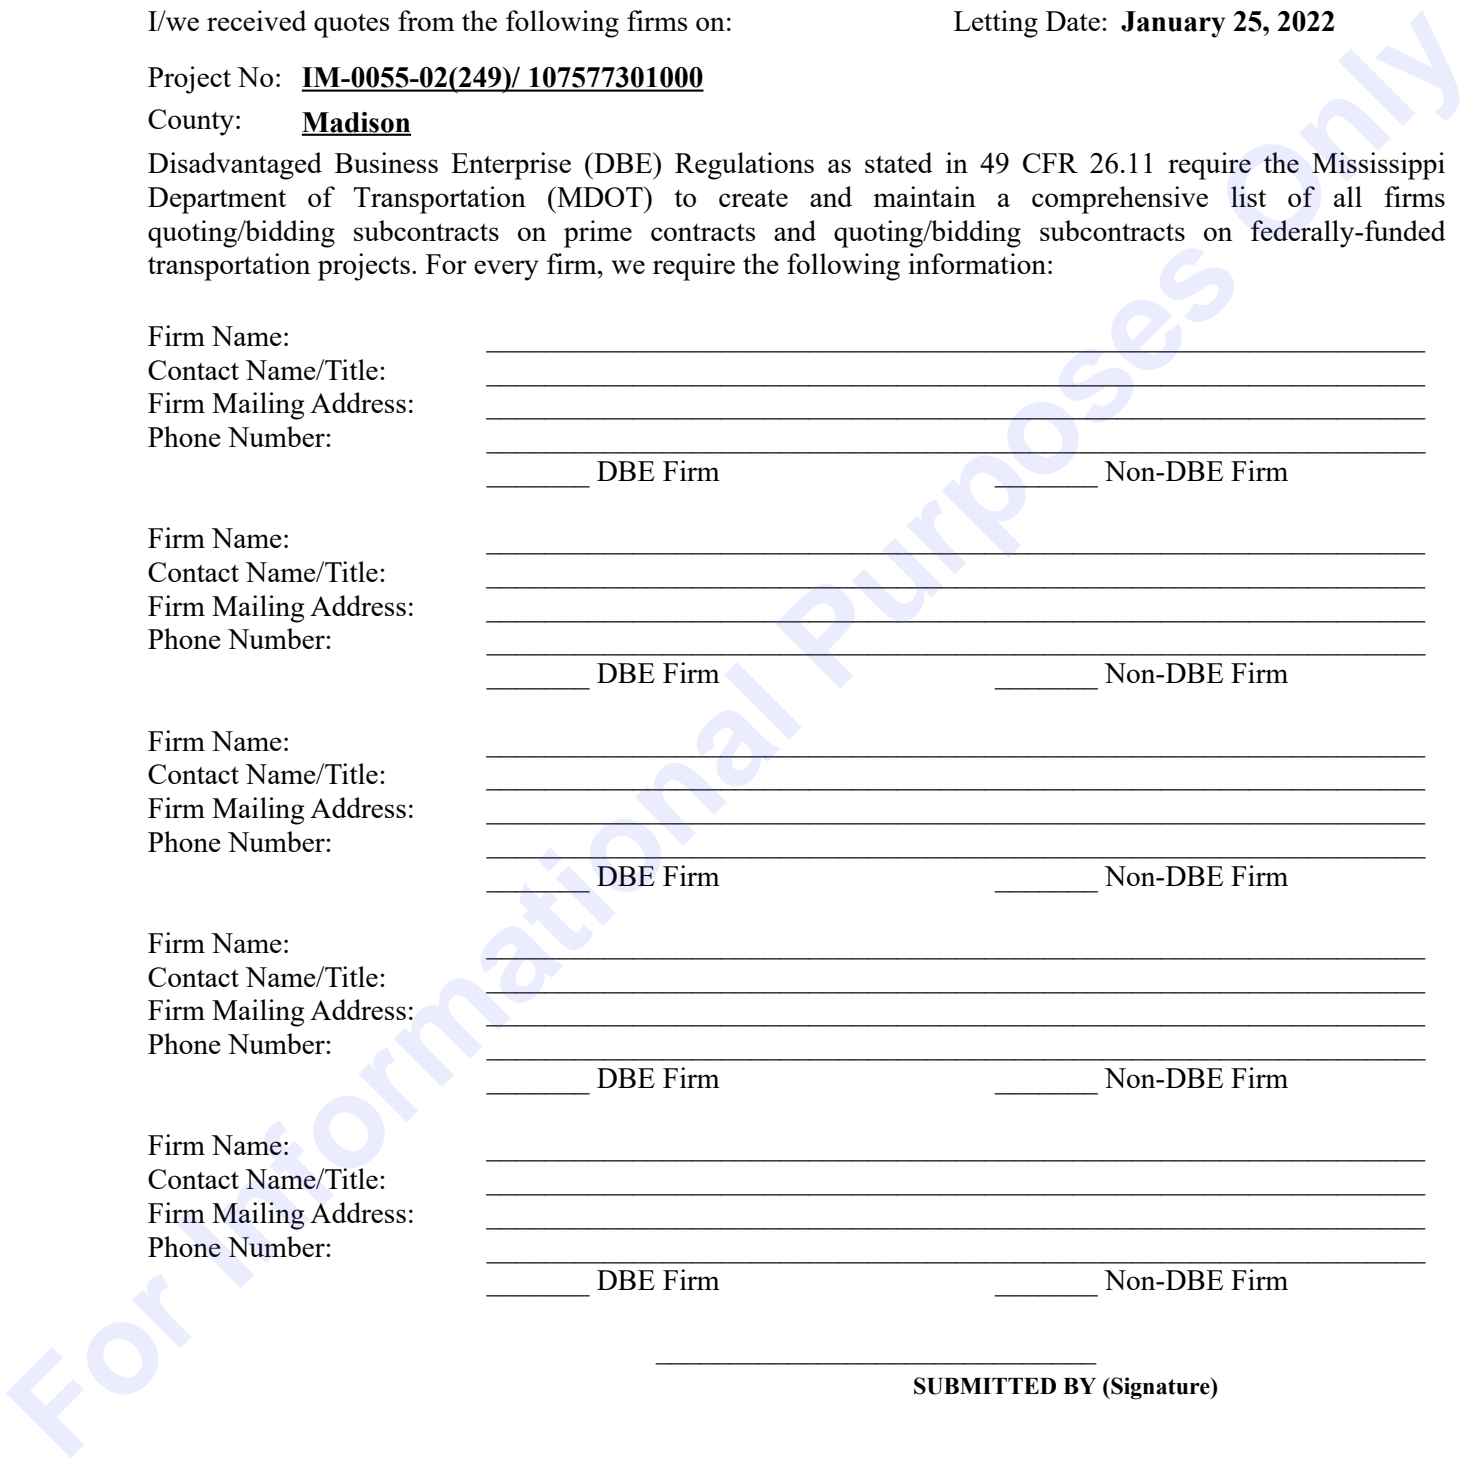 I/we received quotes from the following firms on: Letting Date: January 25, 2022
Project No: IM-0055-02(249)/ 107577301000
County: Madison
Disadvantaged Business Enterprise (DBE) Regulations as stated in 49 CFR 26.11 require the Mississippi
Department of Transportation (MDOT) to create and maintain a comprehensive list of all firms
quoting/bidding subcontracts on prime contracts and quoting/bidding subcontracts on federally-funded
transportation projects. For every firm, we require the following information:
Firm Name:
Contact Name/Title:
Firm Mailing Address:
Phone Number:
DBE Firm Non-DBE Firm
Firm Name:
Contact Name/Title:
Firm Mailing Address:
Phone Number:
DBE Firm Non-DBE Firm
Firm Name:
Contact Name/Title:
Firm Mailing Address:
Phone Number:
DBE Firm Non-DBE Firm
Firm Name:
Contact Name/Title:
Firm Mailing Address:
Phone Number:
DBE Firm Non-DBE Firm
Firm Name:
Contact Name/Title:
Firm Mailing Address:
Phone Number:
DBE Firm Non-DBE Firm
SUBMITTED BY (Signature)
For Informational Purposes Only